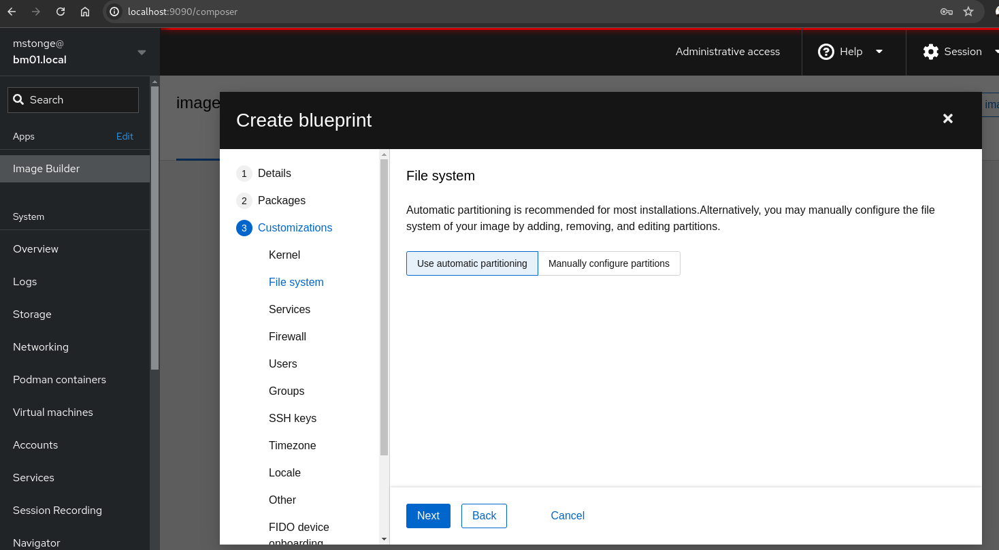 localhost:9090/composer
mstonge@
bm01.local
Administrative access
Help
Session
Search
Apps
Edit
Image Builder
System
Overview
Logs
Storage
Networking
Podman containers
Virtual machines
Accounts
Services
Session Recording
Navigator
image
ima
Create blueprint
1 Details
2 Packages
3 Customizations
Kernel
File system
Services
Firewall
Users
Groups
SSH keys
Timezone
Locale
Other
FIDO device
onboarding
File system
Automatic partitioning is recommended for most installations.Alternatively, you may manually configure the file
system of your image by adding, removing, and editing partitions.
Use automatic partitioning
Manually configure partitions
Next
Back
Cancel